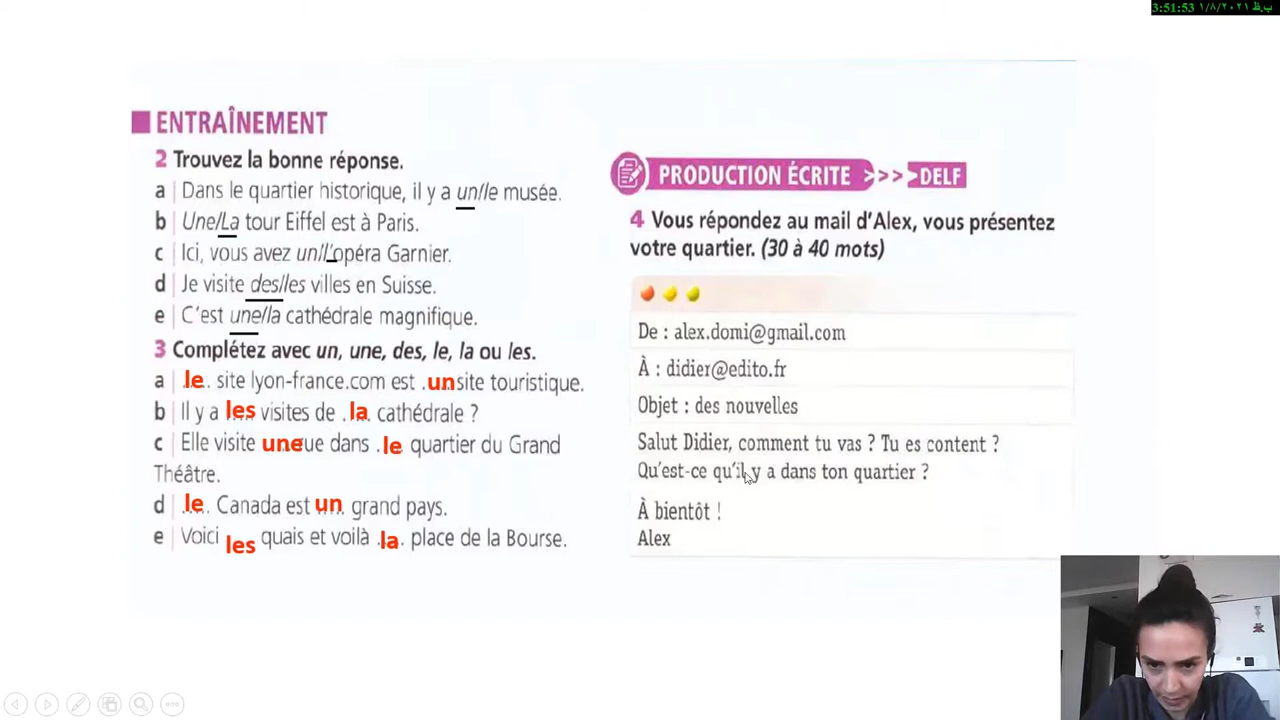 3:51:53 ب.ظ ۱/۸/۲۰۲۱
ENTRAÎNEMENT
2 Trouvez la bonne réponse.
a | Dans le quartier historique, il y a un/le musée.
b | Une/La tour Eiffel est à Paris.
c | Ici, vous avez un/l'opéra Garnier.
d | Je visite des/les villes en Suisse.
e | C'est une/la cathédrale magnifique.
3 Complétez avec un, une, des, le, la ou les.
a | le site lyon-france.com est un site touristique.
b | Il y a les visites de la cathédrale ?
c | Elle visite une rue dans le quartier du Grand
Théâtre.
d | le Canada est un grand pays.
e | Voici les quais et voilà la place de la Bourse.
PRODUCTION ÉCRITE >>> DELF
4 Vous répondez au mail d'Alex, vous présentez
votre quartier. (30 à 40 mots)
De : alex.domi@gmail.com
À : didier@edito.fr
Objet : des nouvelles
Salut Didier, comment tu vas ? Tu es content ?
Qu'est-ce qu'il y a dans ton quartier ?
À bientôt !
Alex